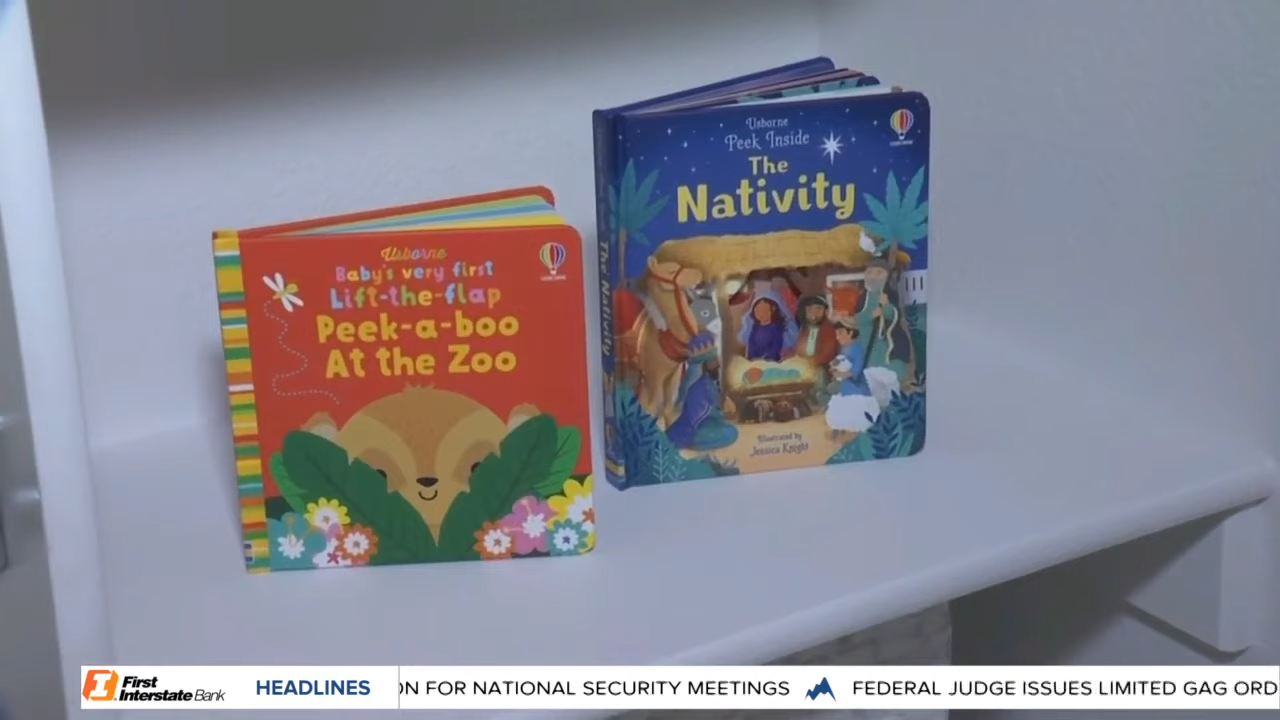 Usborne
Baby's very first
Lift-the-flap
Peek-a-boo
At the Zoo
Usborne
Peek Inside
The
Nativity
Illustrated by
Jessica Knight
The Nativity
First
Interstate Bank
HEADLINES
ON FOR NATIONAL SECURITY MEETINGS
FEDERAL JUDGE ISSUES LIMITED GAG ORD